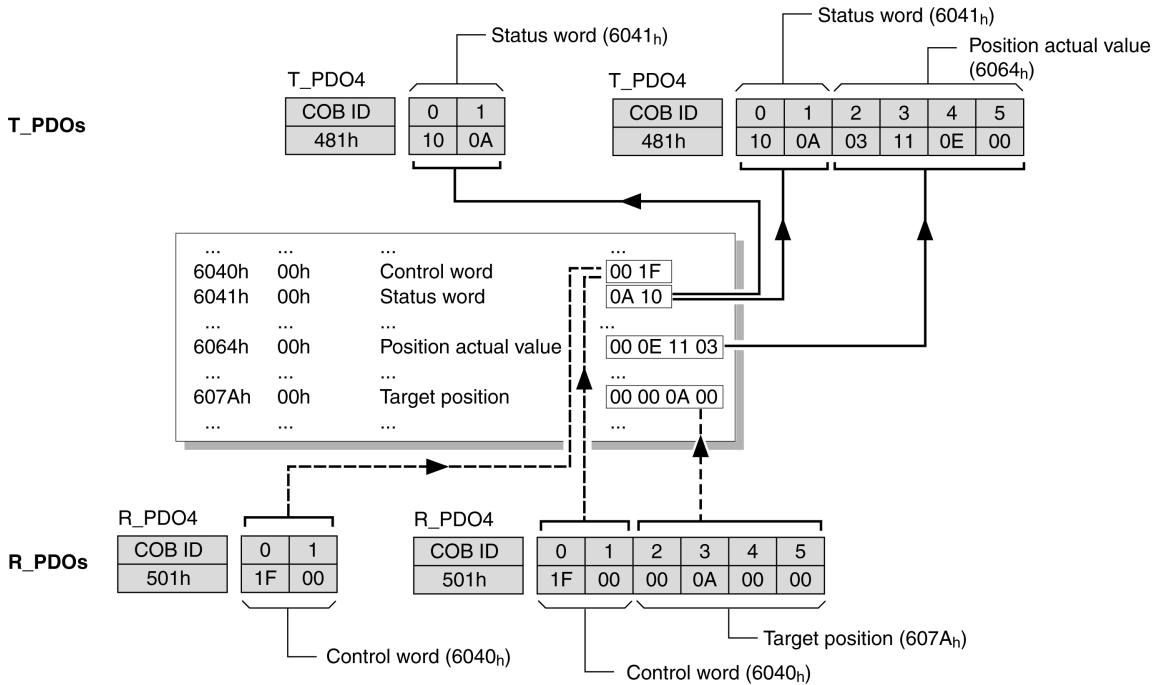 Status word (6041h)
Status word (6041h)
Position actual value
(6064h)
T_PDOs
T_PDO4
COB ID 0 1
481h 10 0A
T_PDO4
COB ID 0 1 2 3 4 5
481h 10 0A 03 11 0E 00
... ... ... ...
6040h 00h Control word 00 1F
6041h 00h Status word 0A 10
... ... ... ...
6064h 00h Position actual value 00 0E 11 03
... ... ... ...
607Ah 00h Target position 00 00 0A 00
... ... ... ...
R_PDOs
R_PDO4
COB ID 0 1
501h 1F 00
R_PDO4
COB ID 0 1 2 3 4 5
501h 1F 00 00 0A 00 00
Control word (6040h)
Target position (607Ah)
Control word (6040h)